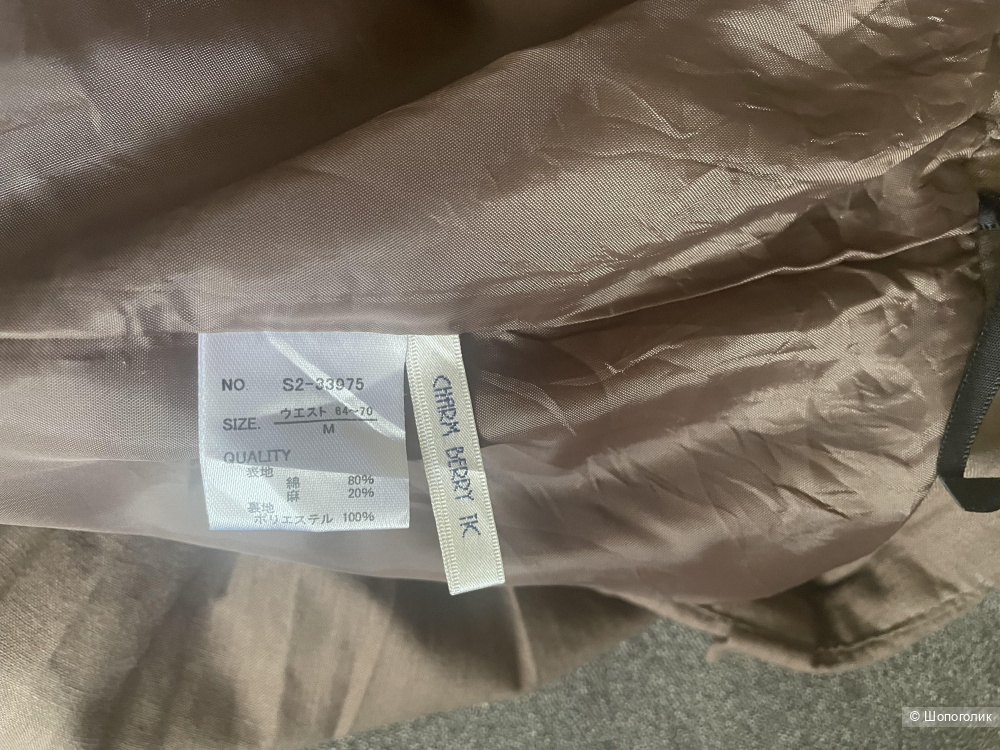 NO S2-33975
SIZE. ウエスト 64~70
M
QUALITY
表地
綿 80%
麻 20%
裏地
ポリエステル 100%
CHARM BERRY TK
© Шопоголик